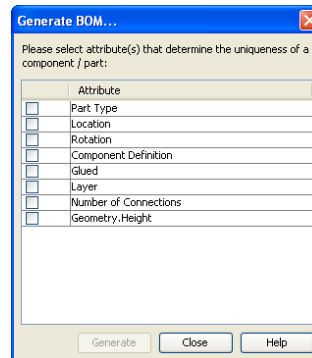 Generate BOM...
Please select attribute(s) that determine the uniqueness of a
component / part:
Attribute
Part Type
Location
Rotation
Component Definition
Glued
Layer
Number of Connections
Geometry.Height
Generate Close Help